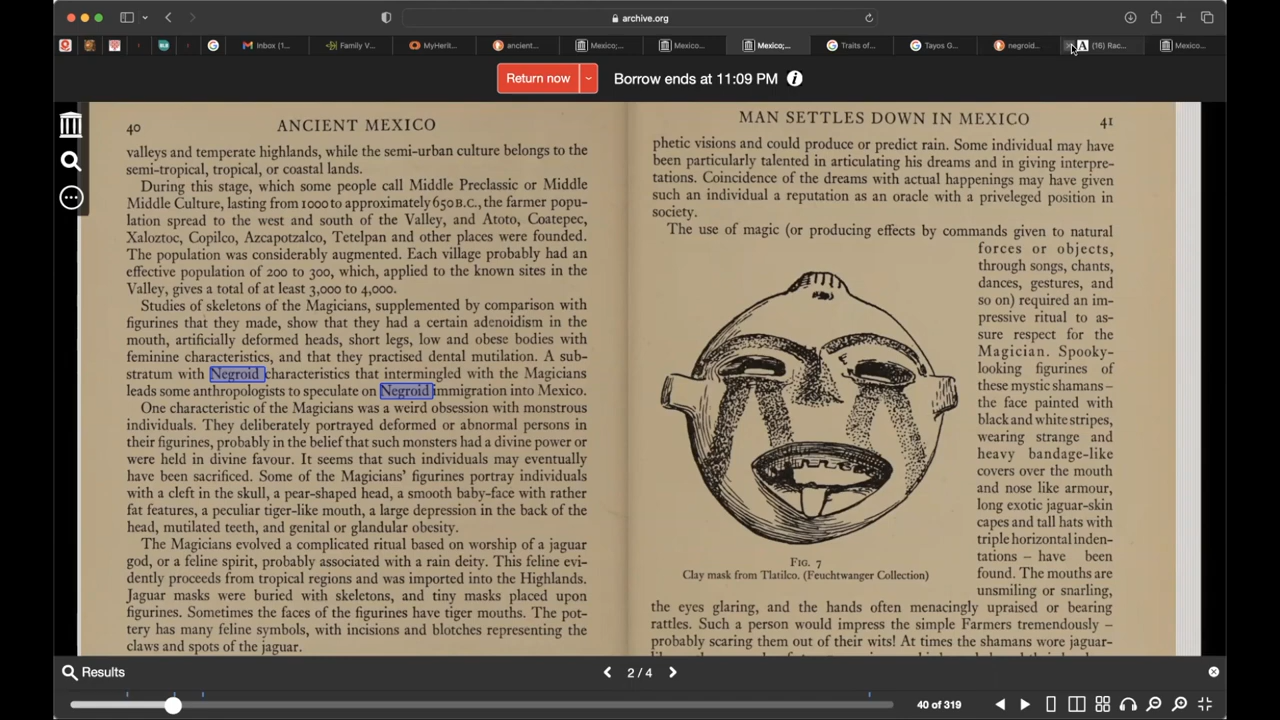 archive.org
Inbox (1...
Family V...
MyHerit...
ancient...
Mexico;...
Mexico...
Mexico;...
Traits of...
Tayos G...
negroid...
(16) Rac...
Mexico...
Return now
Borrow ends at 11:09 PM
40 ANCIENT MEXICO
valleys and temperate highlands, while the semi-urban culture belongs to the
semi-tropical, tropical, or coastal lands.
During this stage, which some people call Middle Preclassic or Middle
Middle Culture, lasting from 1000 to approximately 650 B.C., the farmer popu-
lation spread to the west and south of the Valley, and Atoto, Coatepec,
Xaloztoc, Copilco, Azcapotzalco, Tetelpan and other places were founded.
The population was considerably augmented. Each village probably had an
effective population of 200 to 300, which, applied to the known sites in the
Valley, gives a total of at least 3,000 to 4,000.
Studies of skeletons of the Magicians, supplemented by comparison with
figurines that they made, show that they had a certain adenoidism in the
mouth, artificially deformed heads, short legs, low and obese bodies with
feminine characteristics, and that they practised dental mutilation. A sub-
stratum with Negroid characteristics that intermingled with the Magicians
leads some anthropologists to speculate on Negroid immigration into Mexico.
One characteristic of the Magicians was a weird obsession with monstrous
individuals. They deliberately portrayed deformed or abnormal persons in
their figurines, probably in the belief that such monsters had a divine power or
were held in divine favour. It seems that such individuals may eventually
have been sacrificed. Some of the Magicians' figurines portray individuals
with a cleft in the skull, a pear-shaped head, a smooth baby-face with rather
fat features, a peculiar tiger-like mouth, a large depression in the back of the
head, mutilated teeth, and genital or glandular obesity.
The Magicians evolved a complicated ritual based on worship of a jaguar
god, or a feline spirit, probably associated with a rain deity. This feline evi-
dently proceeds from tropical regions and was imported into the Highlands.
Jaguar masks were buried with skeletons, and tiny masks placed upon
figurines. Sometimes the faces of the figurines have tiger mouths. The pot-
tery has many feline symbols, with incisions and blotches representing the
claws and spots of the jaguar.
MAN SETTLES DOWN IN MEXICO 41
phetic visions and could produce or predict rain. Some individual may have
been particularly talented in articulating his dreams and in giving interpre-
tations. Coincidence of the dreams with actual happenings may have given
such an individual a reputation as an oracle with a priveleged position in
society.
The use of magic (or producing effects by commands given to natural
forces or objects,
through songs, chants,
dances, gestures, and
so on) required an im-
pressive ritual to as-
sure respect for the
Magician. Spooky-
looking figurines of
these mystic shamans –
the face painted with
black and white stripes,
wearing strange and
heavy bandage-like
covers over the mouth
and nose like armour,
long exotic jaguar-skin
capes and tall hats with
triple horizontal inden-
tations – have been
found. The mouths are
unsmiling or snarling,
FIG. 7
Clay mask from Tlatilco. (Feuchtwanger Collection)
the eyes glaring, and the hands often menacingly upraised or bearing
rattles. Such a person would impress the simple Farmers tremendously –
probably scaring them out of their wits! At times the shamans wore jaguar-
Results
2 / 4
40 of 319